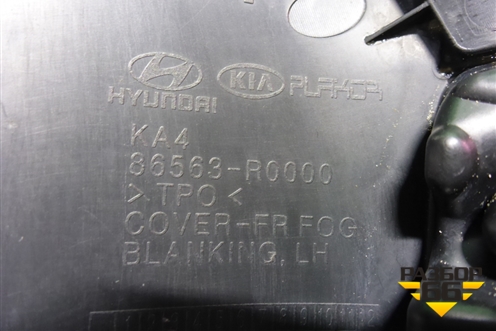 HYUNDAI KIA PLAKOR
KA4
86563-R0000
>TPO<
COVER-FR FOG
BLANKING, LH
РАЗБОР
66